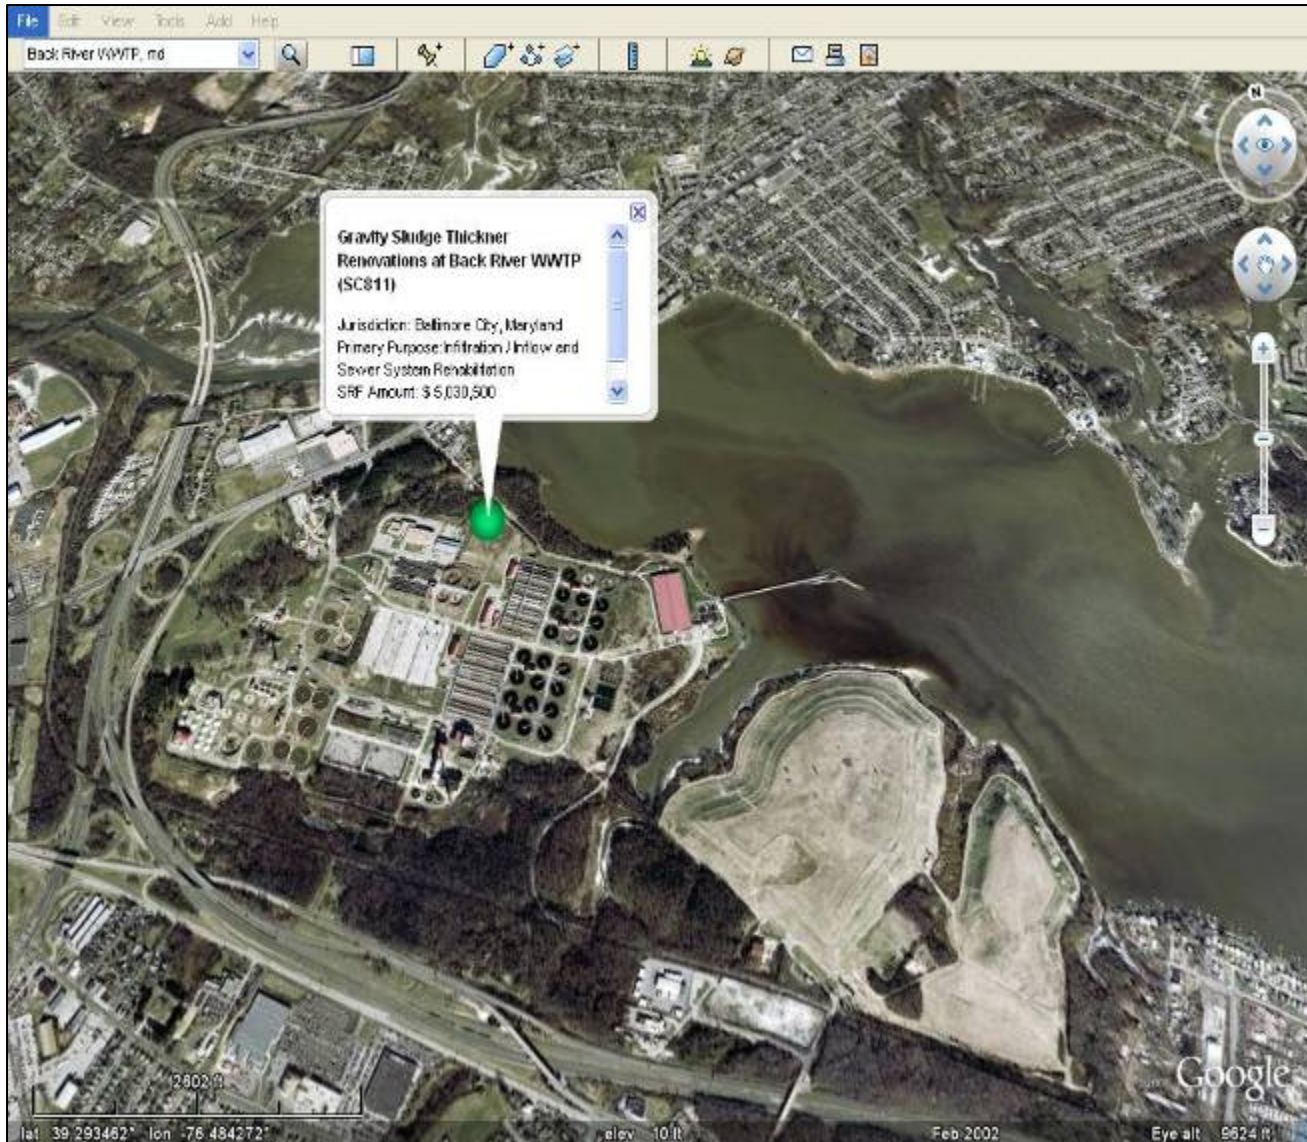 File Edit View Tools Add Help
Back River WWTP, md
N
Gravity Sludge Thickner
Renovations at Back River WWTP
(SC811)
Jurisdiction: Baltimore City, Maryland
Primary Purpose:Infiltration / Inflow and
Sewer System Rehabilitation
SRF Amount: $ 5,030,500
2602 ft
Google
lat 39.293462° lon -76.484272° elev 10 ft Feb 2002 Eye alt 9624 ft